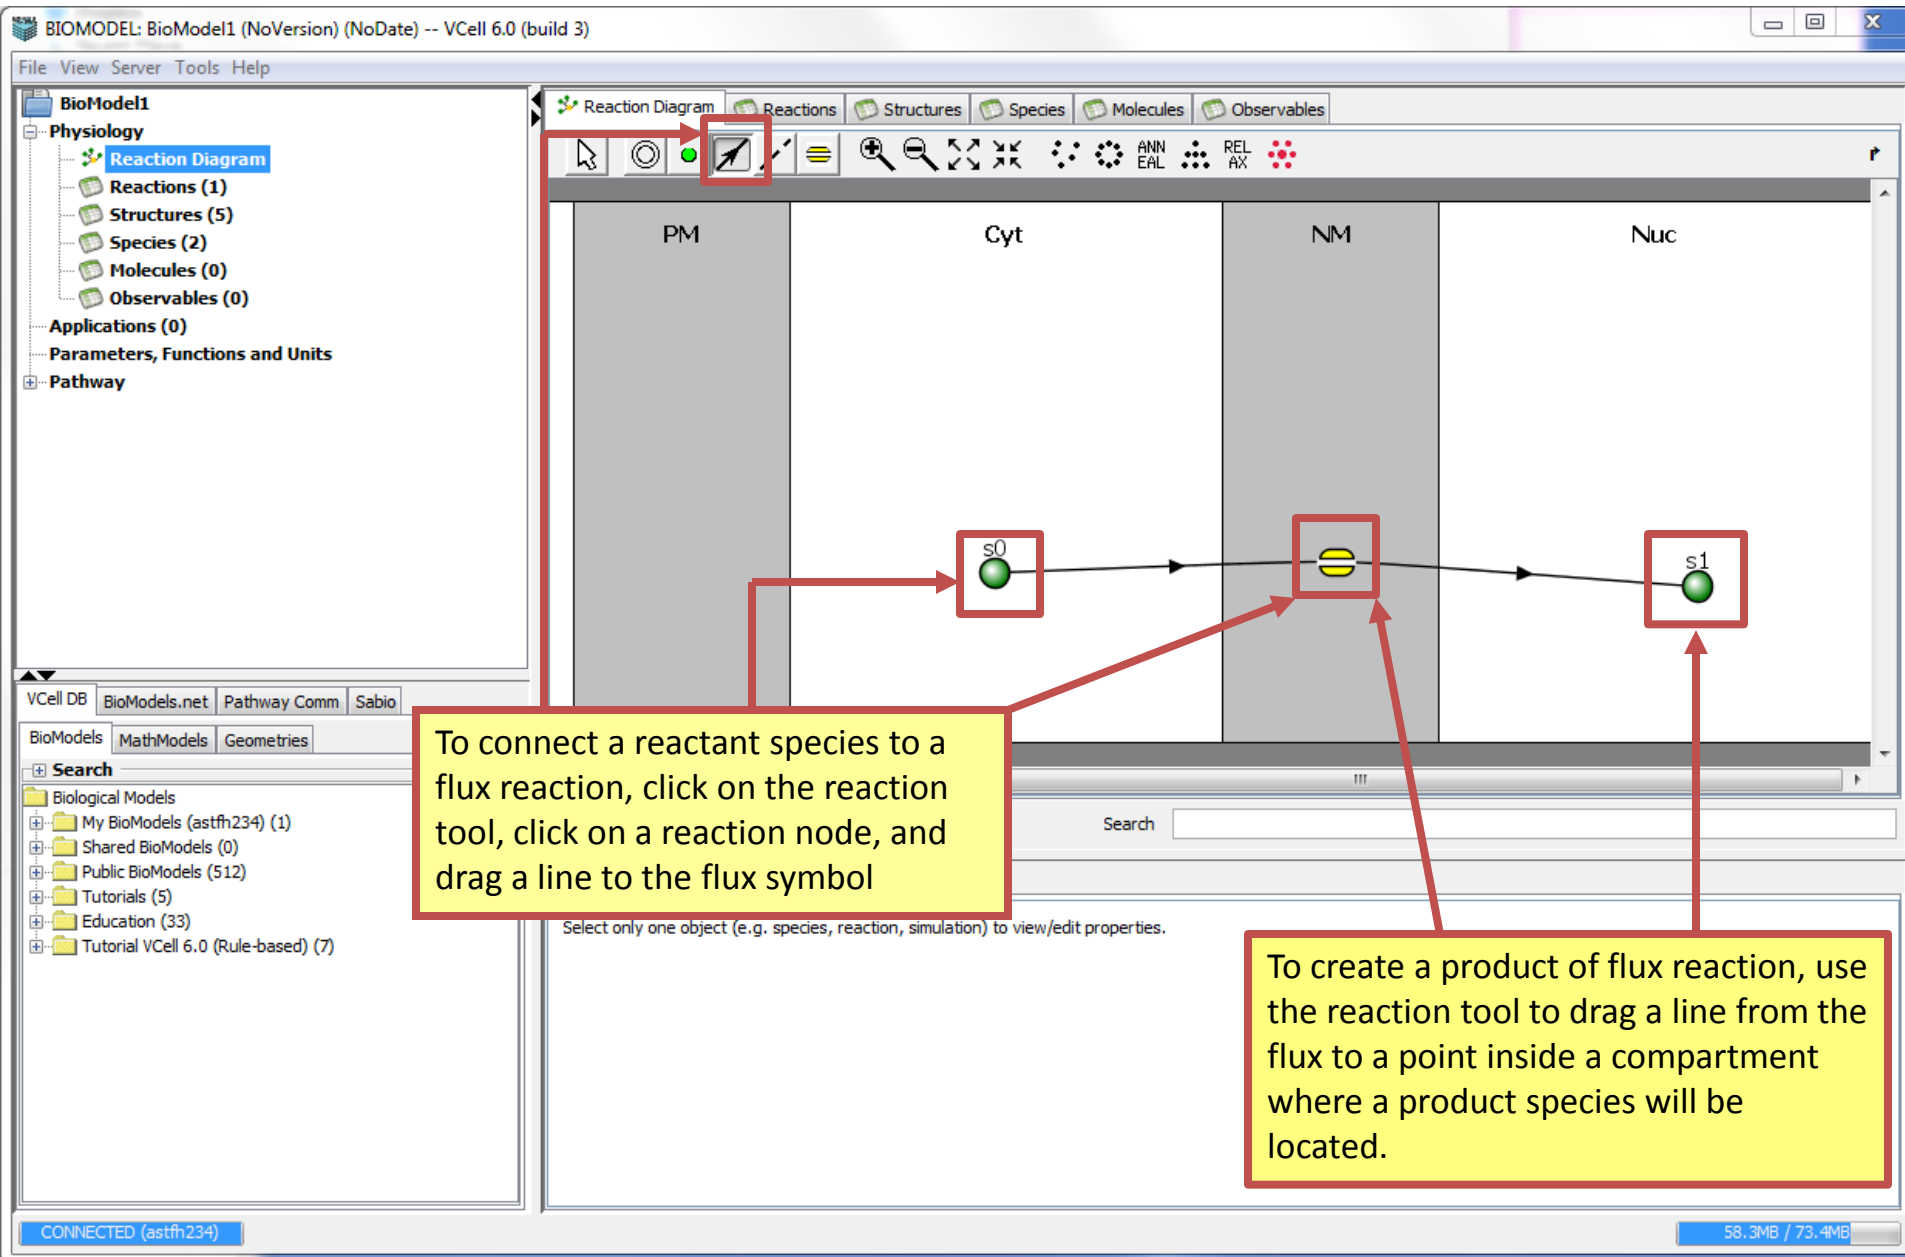 BIOMODEL: BioModel1 (NoVersion) (NoDate) -- VCell 6.0 (build 3)
File View Server Tools Help
BioModel1
Physiology
Reaction Diagram
Reactions (1)
Structures (5)
Species (2)
Molecules (0)
Observables (0)
Applications (0)
Parameters, Functions and Units
Pathway
VCell DB BioModels.net Pathway Comm Sabio
BioModels MathModels Geometries
Search
Biological Models
My BioModels (astfh234) (1)
Shared BioModels (0)
Public BioModels (512)
Tutorials (5)
Education (33)
Tutorial VCell 6.0 (Rule-based) (7)
Reaction Diagram Reactions Structures Species Molecules Observables
ANN
EAL
REL
AX
PM Cyt NM Nuc
s0
s1
To connect a reactant species to a
flux reaction, click on the reaction
tool, click on a reaction node, and
drag a line to the flux symbol
Search
Select only one object (e.g. species, reaction, simulation) to view/edit properties.
To create a product of flux reaction, use
the reaction tool to drag a line from the
flux to a point inside a compartment
where a product species will be
located.
CONNECTED (astfh234)
58.3MB / 73.4MB